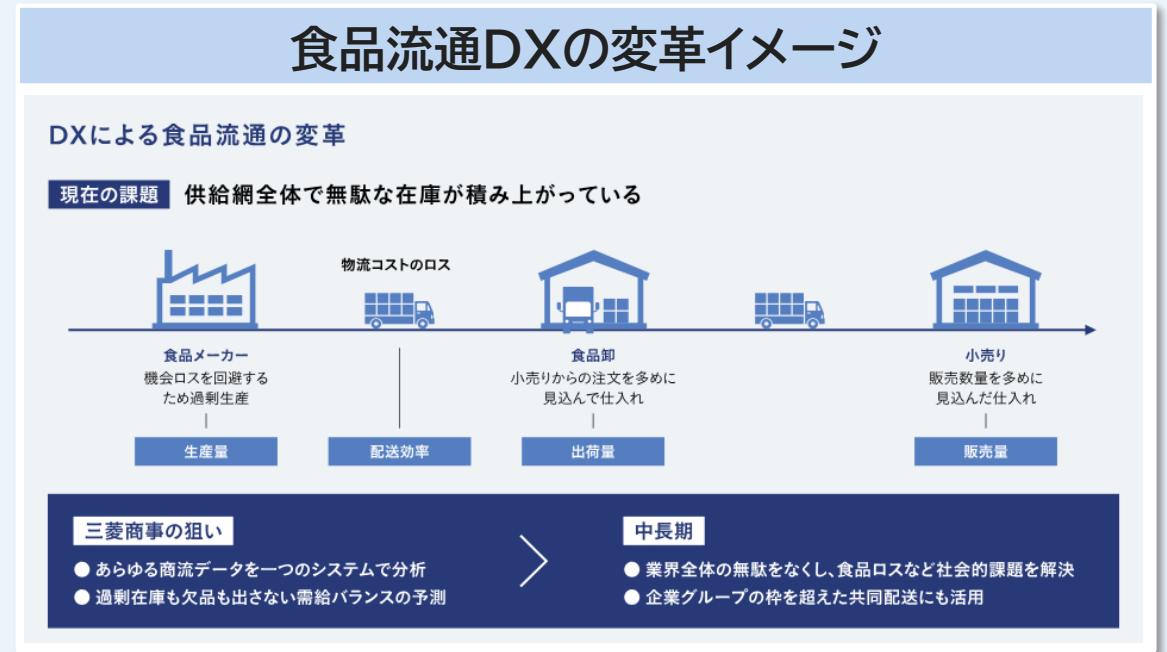 食品流通DXの変革イメージ
DXによる食品流通の変革
現在の課題 供給網全体で無駄な在庫が積み上がっている
物流コストのロス
食品メーカー
機会ロスを回避する
ため過剰生産
生産量
配送効率
食品卸
小売りからの注文を多めに
見込んで仕入れ
出荷量
小売り
販売数量を多めに
見込んだ仕入れ
販売量
三菱商事の狙い
● あらゆる商流データを一つのシステムで分析
● 過剰在庫も欠品も出さない需給バランスの予測
中長期
● 業界全体の無駄をなくし、食品ロスなど社会的課題を解決
● 企業グループの枠を超えた共同配送にも活用